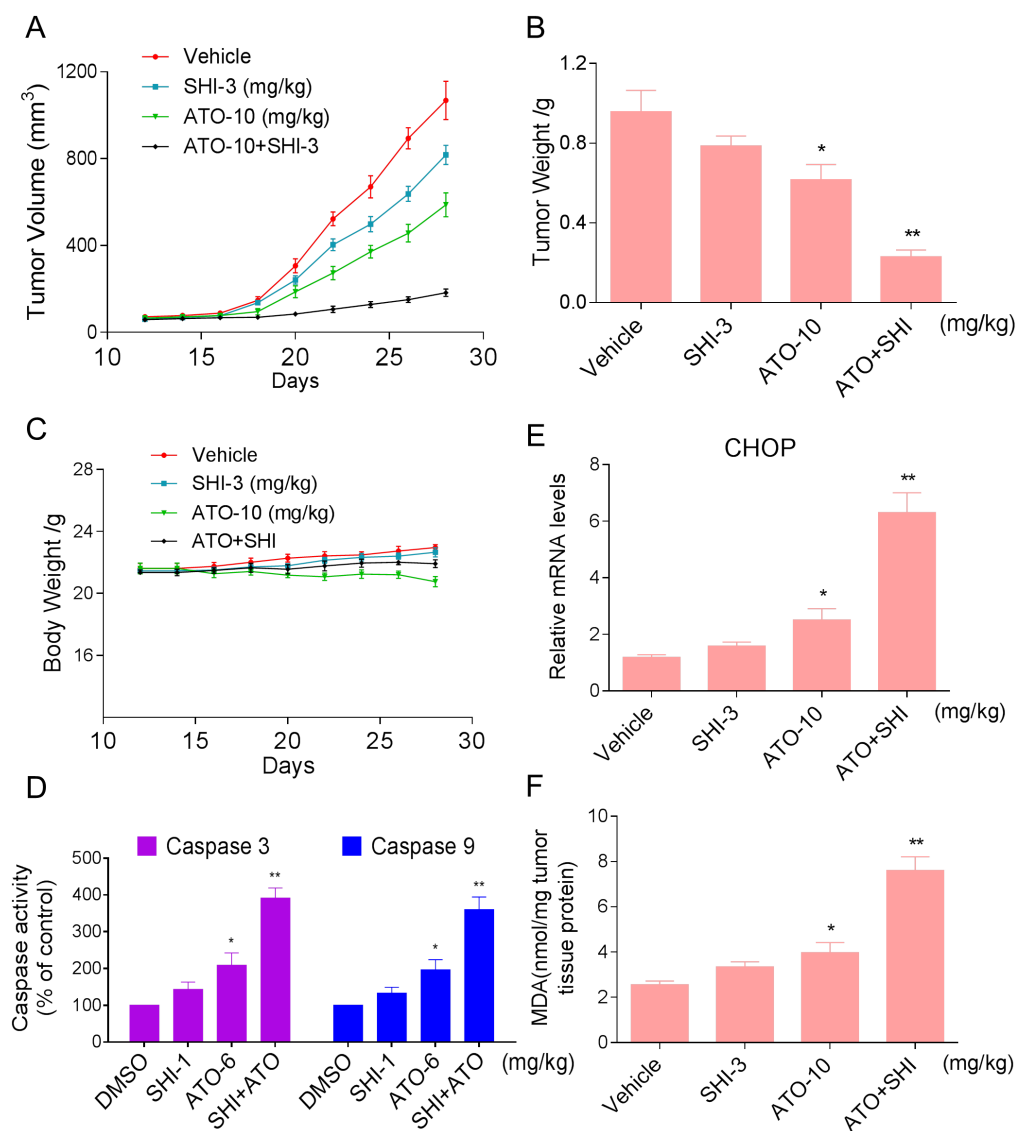 A
Vehicle
SHI-3 (mg/kg)
ATO-10 (mg/kg)
ATO-10+SHI-3
Tumor Volume (mm³)
1200
800
400
0
10 15 20 25 30
Days
B
Tumor Weight /g
1.2
0.8
0.4
0.0
*
**
Vehicle SHI-3 ATO-10 ATO+SHI (mg/kg)
C
Vehicle
SHI-3 (mg/kg)
ATO-10 (mg/kg)
ATO+SHI
Body Weight /g
28
24
20
16
10 15 20 25 30
Days
E
CHOP
Relative mRNA levels
8
6
4
2
0
*
**
Vehicle SHI-3 ATO-10 ATO+SHI (mg/kg)
D
Caspase 3 Caspase 9
Caspase activity
(% of control)
500
400
300
200
100
0
* ** * **
DMSO SHI-1 ATO-6 SHI+ATO DMSO SHI-1 ATO-6 SHI+ATO (mg/kg)
F
MDA(nmol/mg tumor
tissue protein)
10
8
6
4
2
0
*
**
Vehicle SHI-3 ATO-10 ATO+SHI (mg/kg)